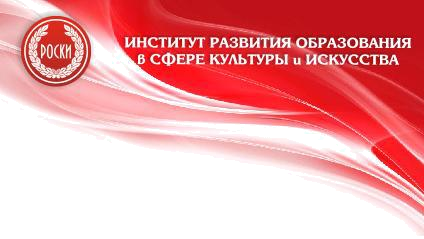 РОСКИ
ИНСТИТУТ РАЗВИТИЯ ОБРАЗОВАНИЯ
в СФЕРЕ КУЛЬТУРЫ и ИСКУССТВА